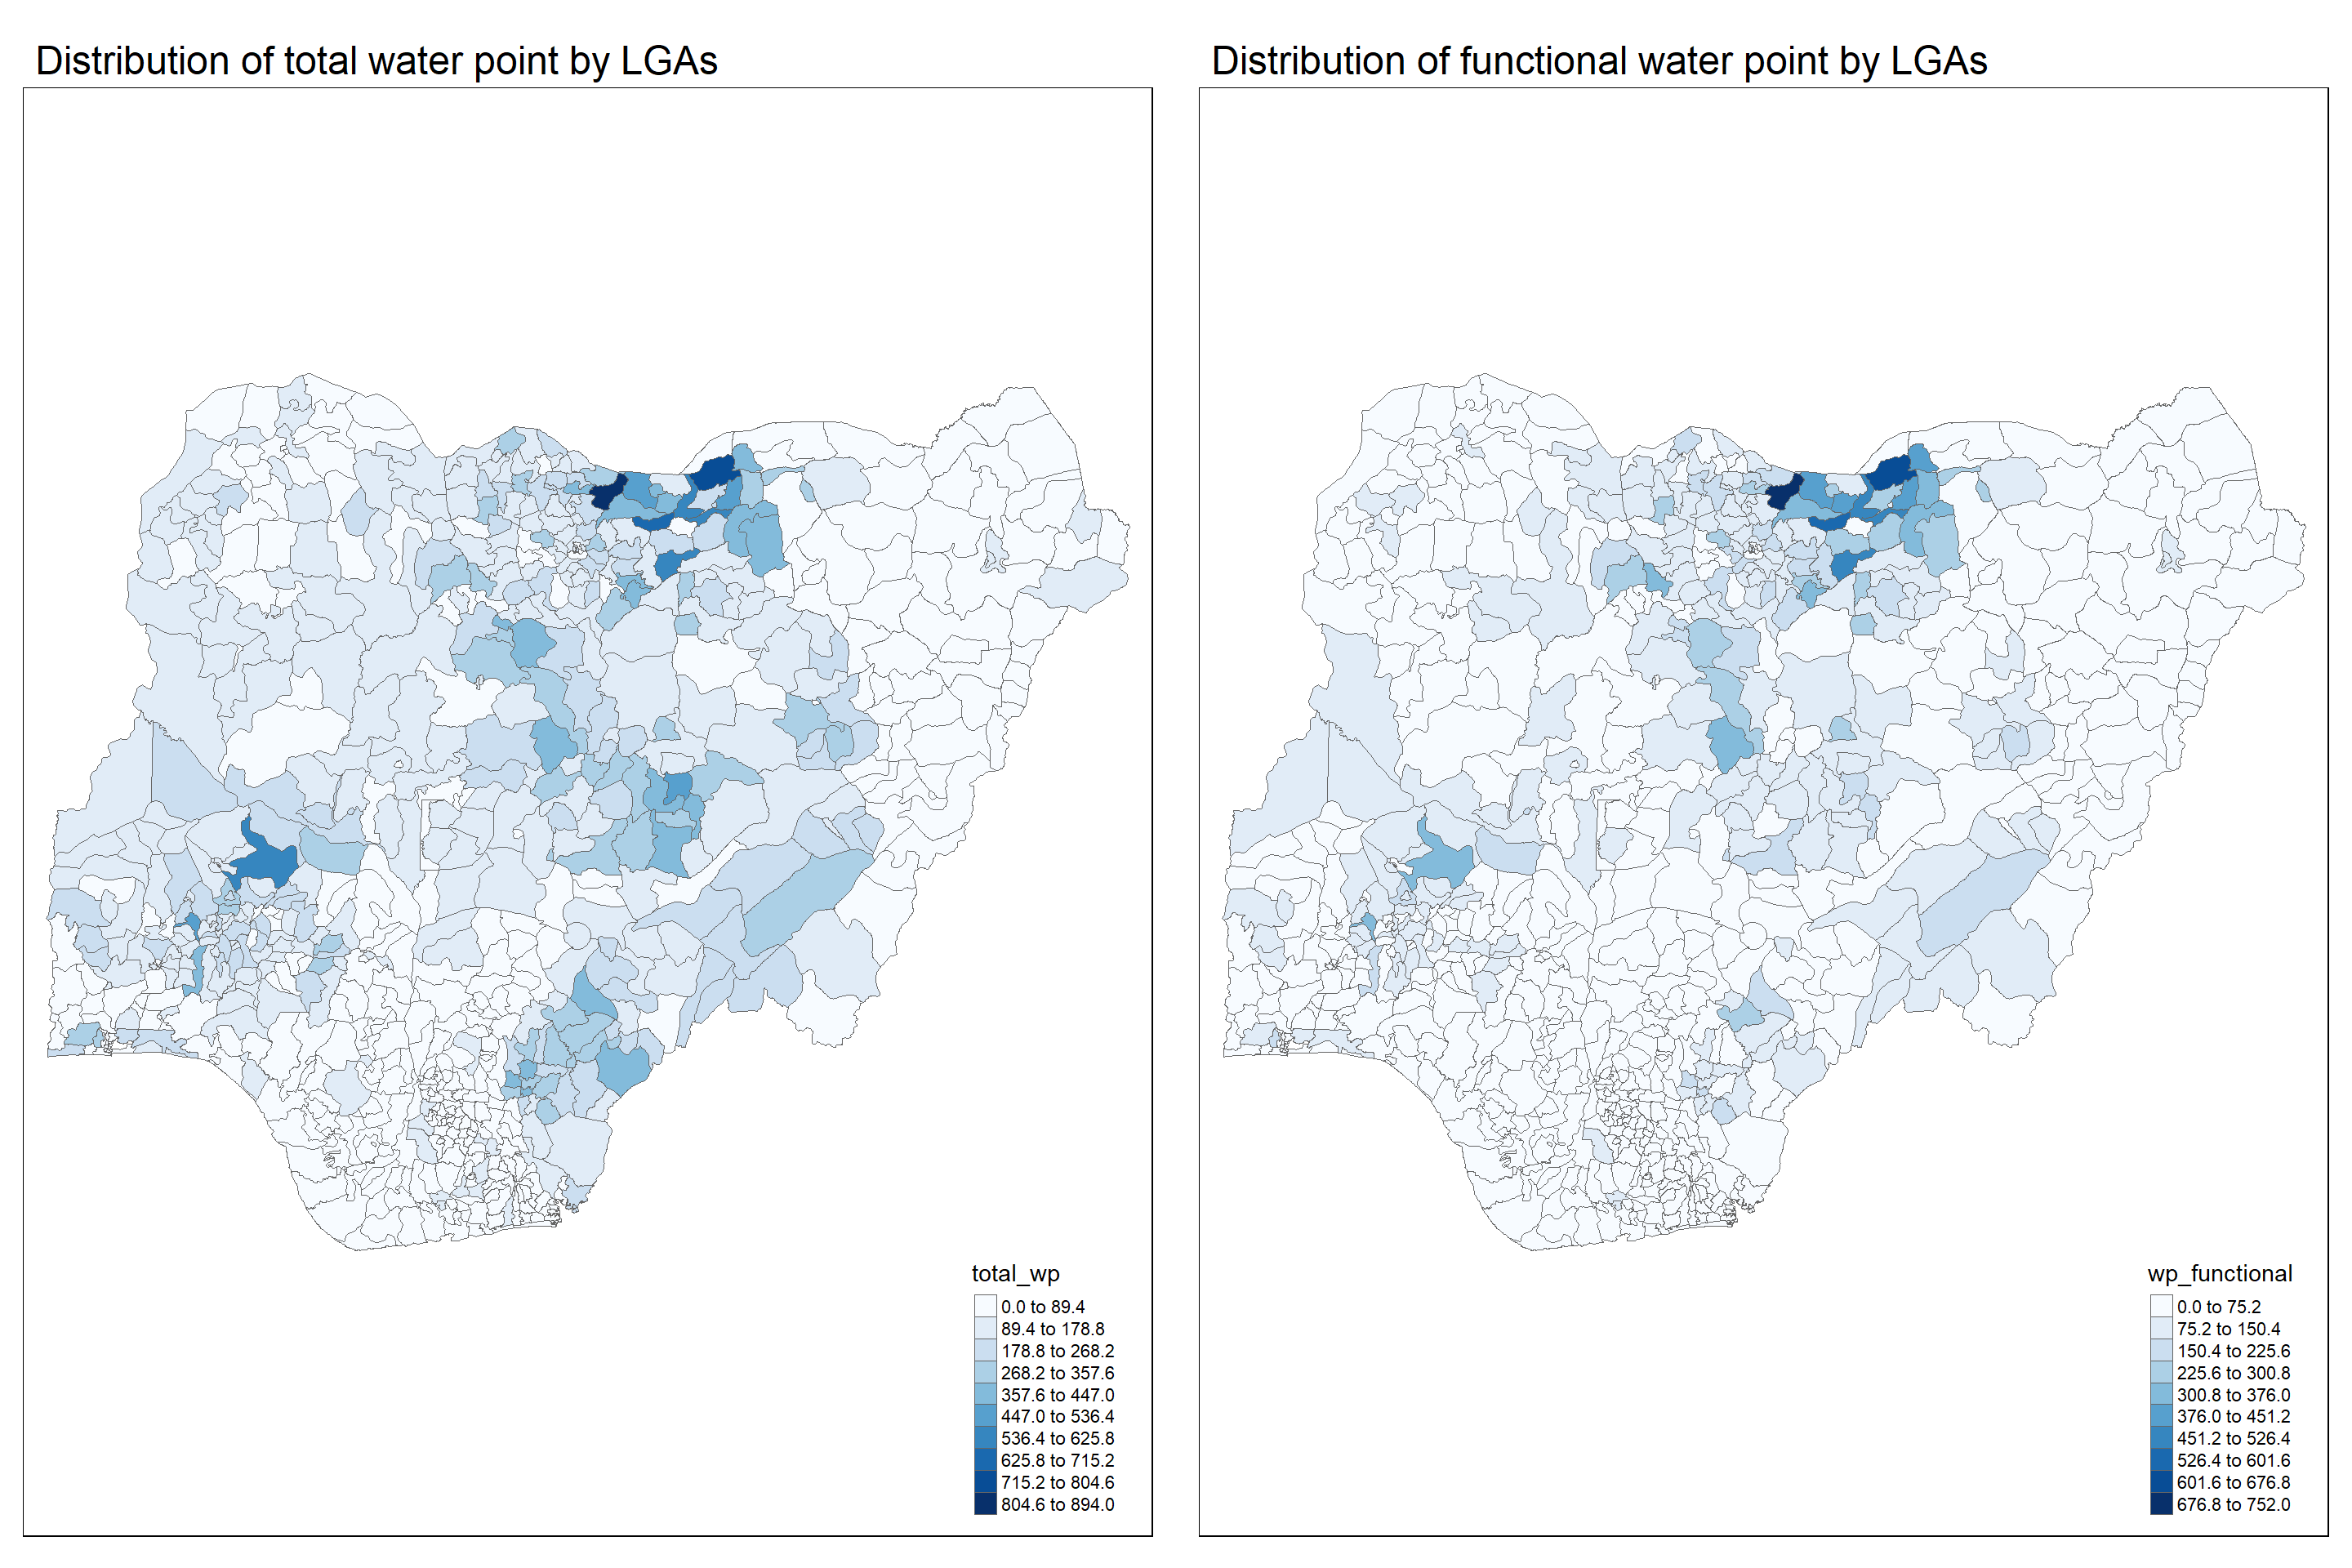 Distribution of total water point by LGAs
total_wp
0.0 to 89.4
89.4 to 178.8
178.8 to 268.2
268.2 to 357.6
357.6 to 447.0
447.0 to 536.4
536.4 to 625.8
625.8 to 715.2
715.2 to 804.6
804.6 to 894.0
Distribution of functional water point by LGAs
wp_functional
0.0 to 75.2
75.2 to 150.4
150.4 to 225.6
225.6 to 300.8
300.8 to 376.0
376.0 to 451.2
451.2 to 526.4
526.4 to 601.6
601.6 to 676.8
676.8 to 752.0